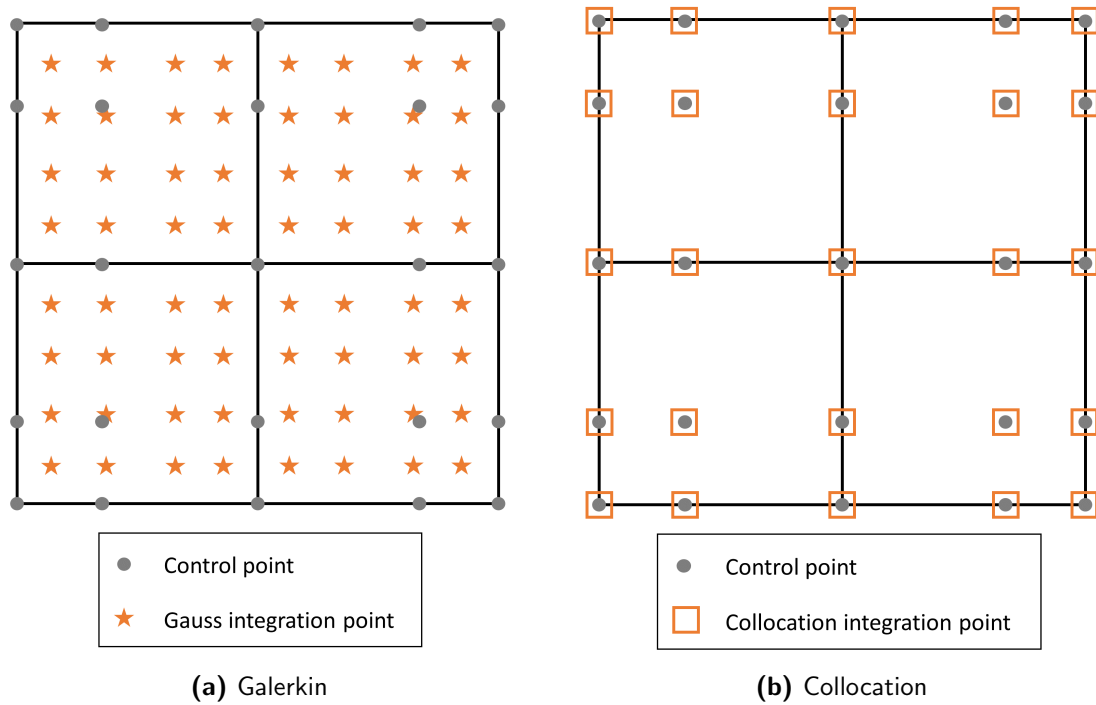 Control point
Gauss integration point
(a) Galerkin
Control point
Collocation integration point
(b) Collocation